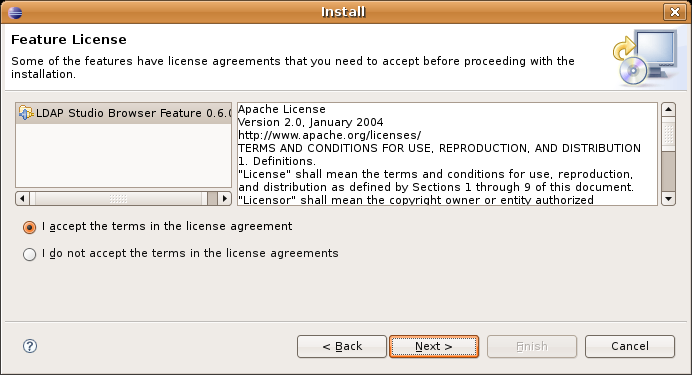 Install
Feature License
Some of the features have license agreements that you need to accept before proceeding with the
installation.
LDAP Studio Browser Feature 0.6.0
Apache License
Version 2.0, January 2004
http://www.apache.org/licenses/
TERMS AND CONDITIONS FOR USE, REPRODUCTION, AND DISTRIBUTION
1. Definitions.
"License" shall mean the terms and conditions for use, reproduction,
and distribution as defined by Sections 1 through 9 of this document.
"Licensor" shall mean the copyright owner or entity authorized
I accept the terms in the license agreement
I do not accept the terms in the license agreements
?
< Back
Next >
Finish
Cancel